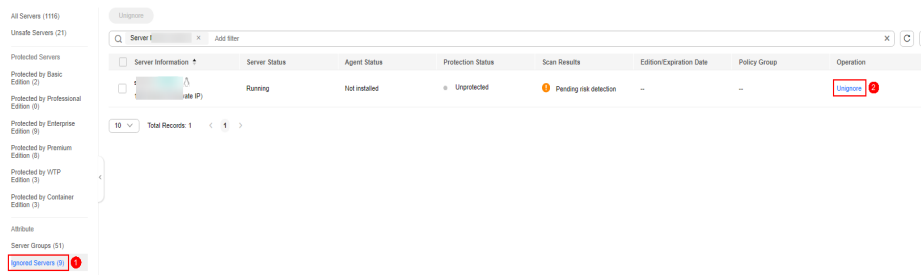 All Servers (1116)
Unsafe Servers (21)
Protected Servers
Protected by Basic
Edition (2)
Protected by Professional
Edition (0)
Protected by Enterprise
Edition (9)
Protected by Premium
Edition (8)
Protected by WTP
Edition (3)
Protected by Container
Edition (3)
Attribute
Server Groups (51)
Ignored Servers (9) 1
Unignore
Server × Add filter
Server Information Server Status Agent Status Protection Status Scan Results Edition/Expiration Date Policy Group Operation
Running Not installed Unprotected Pending risk detection -- -- Unignore 2
ate IP)
10 Total Records: 1 < 1 >